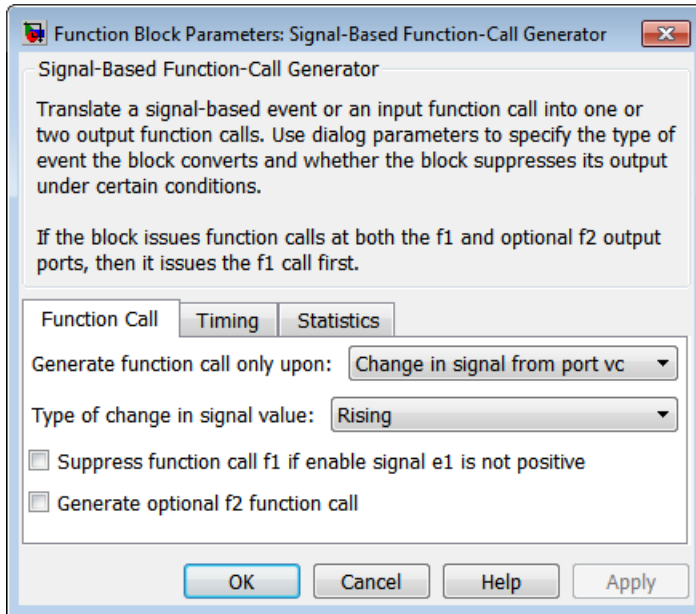 Function Block Parameters: Signal-Based Function-Call Generator
Signal-Based Function-Call Generator
Translate a signal-based event or an input function call into one or
two output function calls. Use dialog parameters to specify the type of
event the block converts and whether the block suppresses its output
under certain conditions.
If the block issues function calls at both the f1 and optional f2 output
ports, then it issues the f1 call first.
Function Call Timing Statistics
Generate function call only upon: Change in signal from port vc
Type of change in signal value: Rising
Suppress function call f1 if enable signal e1 is not positive
Generate optional f2 function call
OK Cancel Help Apply